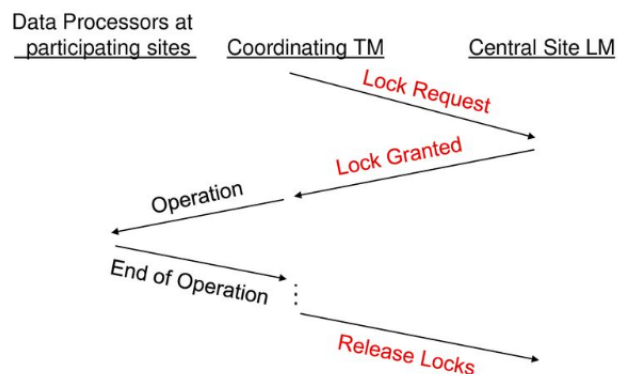 Data Processors at
participating sites
Coordinating TM
Central Site LM
Lock Request
Lock Granted
Operation
End of Operation
Release Locks